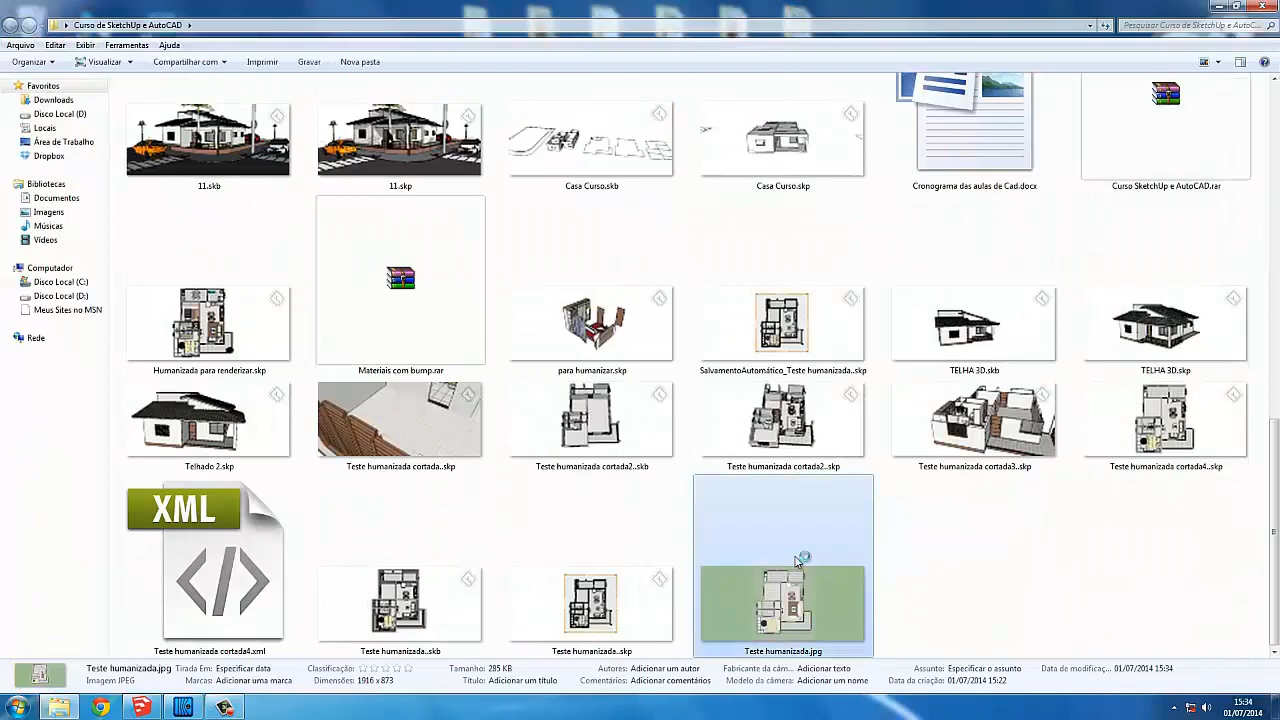 Curso de SketchUp e AutoCAD
Pesquisar Curso de SketchUp e AutoC...
Arquivo Editar Exibir Ferramentas Ajuda
Organizar Visualizar Compartilhar com Imprimir Gravar Nova pasta
Favoritos
Downloads
Disco Local (D)
Locais
Área de Trabalho
Dropbox
Bibliotecas
Documentos
Imagens
Músicas
Vídeos
Computador
Disco Local (C:)
Disco Local (D:)
Meus Sites no MSN
Rede
11.skb
11.skp
Casa Curso.skb
Casa Curso.skp
Cronograma das aulas de Cad.docx
Curso SketchUp e AutoCAD.rar
Humanizada para renderizar.skp
Materiais com bump.rar
para humanizar.skp
SalvamentoAutomático_Teste humanizada..skp
TELHA 3D.skb
TELHA 3D.skp
Telhado 2.skp
Teste humanizada cortada..skp
Teste humanizada cortada2..skb
Teste humanizada cortada2..skp
Teste humanizada cortada3..skp
Teste humanizada cortada4..skp
XML
Teste humanizada cortada4.xml
Teste humanizada..skb
Teste humanizada..skp
Teste humanizada.jpg
Teste humanizada.jpg Tirada Em: Especificar data Classificação: Tamanho: 285 KB Autores: Adicionar um autor Fabricante da câm... Adicionar texto Assunto: Especificar o assunto Data de modificaç... 01/07/2014 15:34
Imagem JPEG Marcas: Adicionar uma marca Dimensões: 1916 x 873 Título: Adicionar um título Comentários: Adicionar comentários Modelo da câmera: Adicionar um nome Data da criação: 01/07/2014 15:22
15:34
01/07/2014